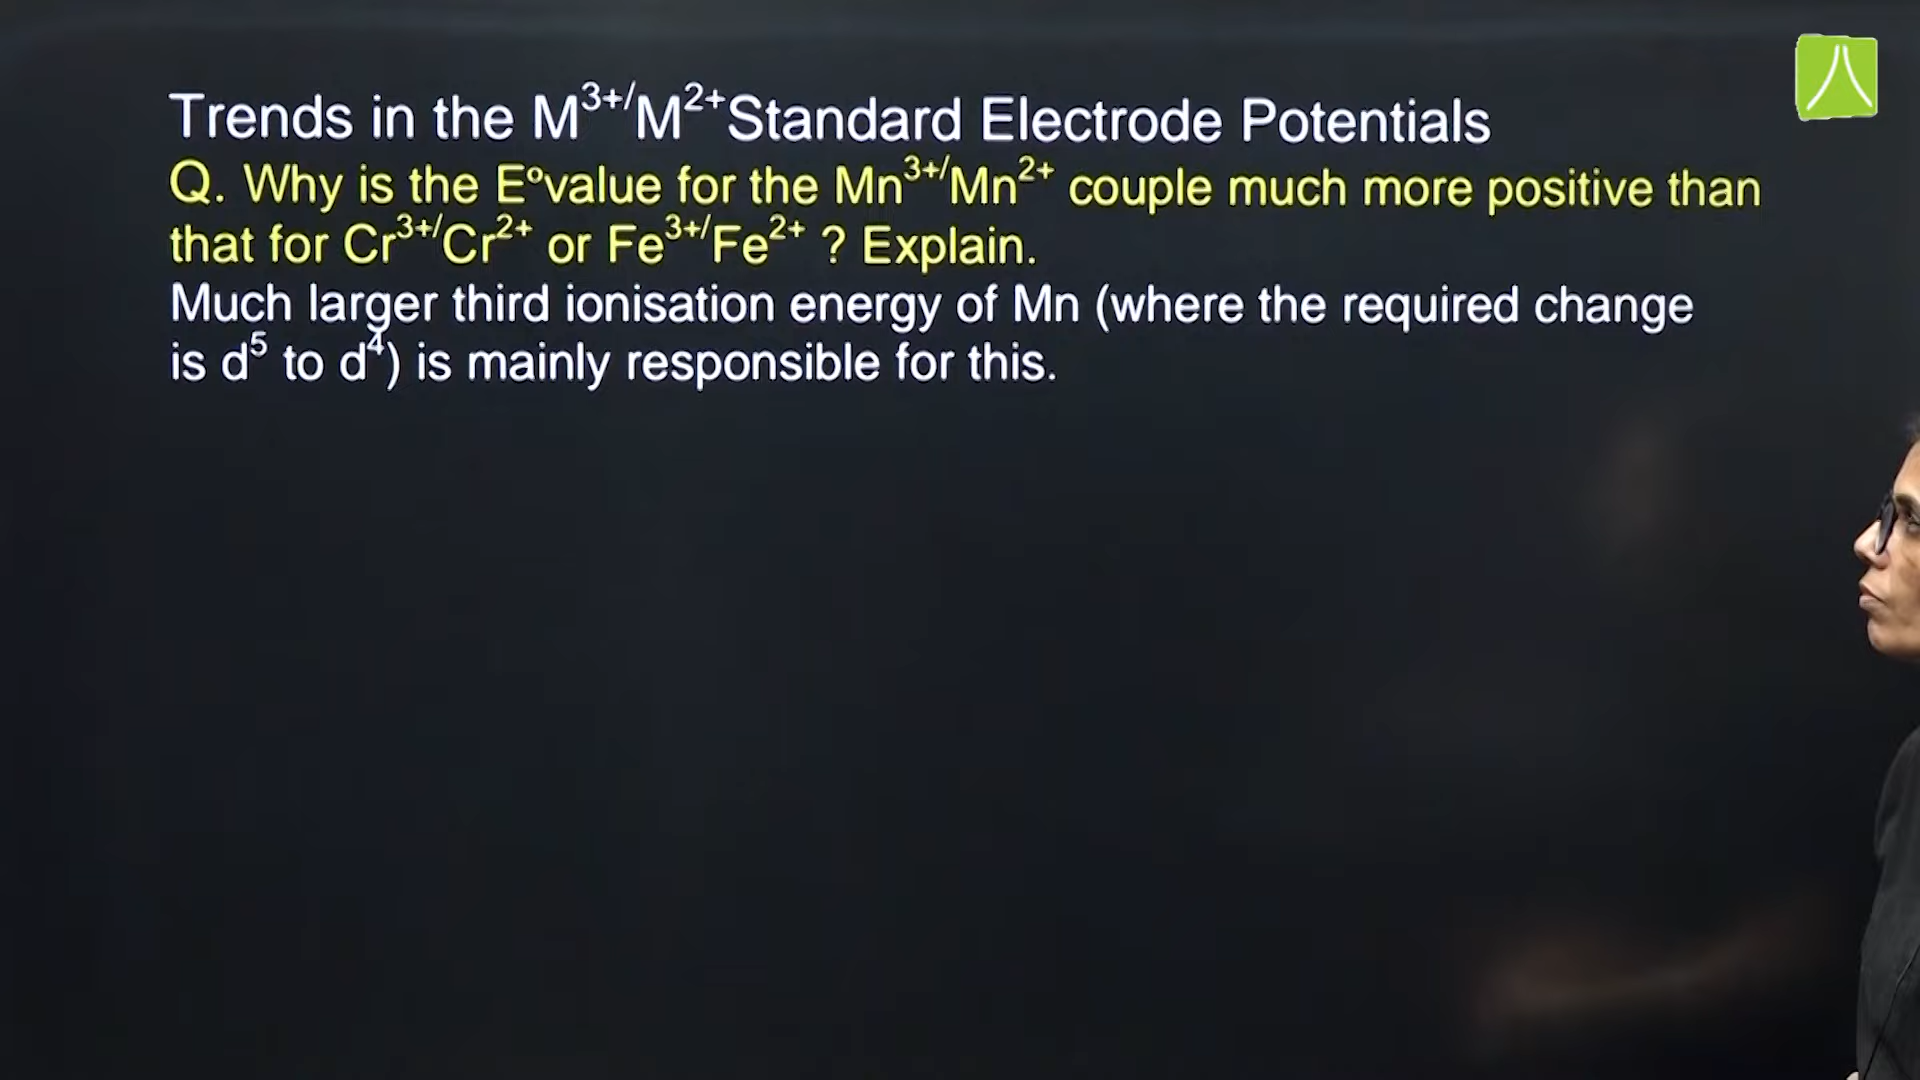 Trends in the M³⁺/M²⁺Standard Electrode Potentials
Q. Why is the Eºvalue for the Mn³⁺/Mn²⁺ couple much more positive than
that for Cr³⁺/Cr²⁺ or Fe³⁺/Fe²⁺ ? Explain.
Much larger third ionisation energy of Mn (where the required change
is d⁵ to d⁴) is mainly responsible for this.